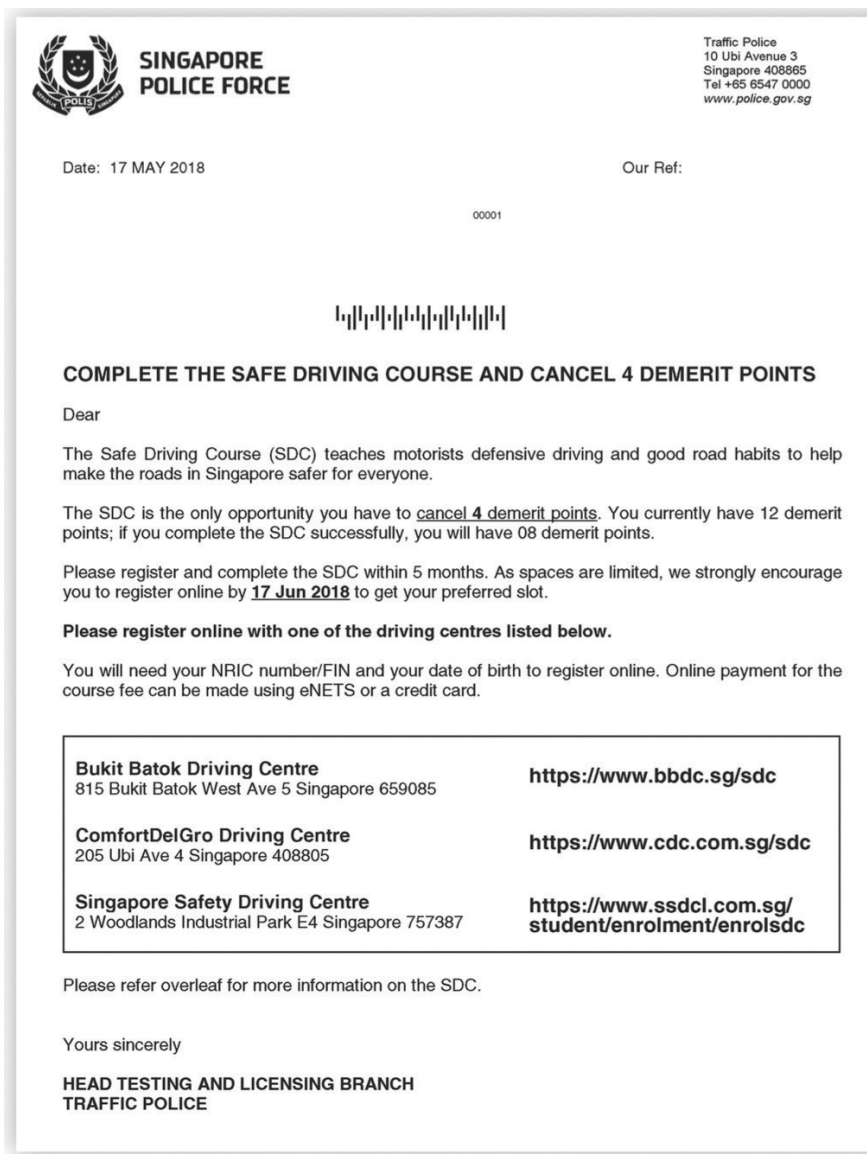 SINGAPORE
POLICE FORCE
REPUBLIK POLIS SINGAPURA
Traffic Police
10 Ubi Avenue 3
Singapore 408865
Tel +65 6547 0000
www.police.gov.sg
Date: 17 MAY 2018
Our Ref:
00001
COMPLETE THE SAFE DRIVING COURSE AND CANCEL 4 DEMERIT POINTS
Dear
The Safe Driving Course (SDC) teaches motorists defensive driving and good road habits to help
make the roads in Singapore safer for everyone.
The SDC is the only opportunity you have to cancel 4 demerit points. You currently have 12 demerit
points; if you complete the SDC successfully, you will have 08 demerit points.
Please register and complete the SDC within 5 months. As spaces are limited, we strongly encourage
you to register online by 17 Jun 2018 to get your preferred slot.
Please register online with one of the driving centres listed below.
You will need your NRIC number/FIN and your date of birth to register online. Online payment for the
course fee can be made using eNETS or a credit card.
Bukit Batok Driving Centre
815 Bukit Batok West Ave 5 Singapore 659085
https://www.bbdc.sg/sdc
ComfortDelGro Driving Centre
205 Ubi Ave 4 Singapore 408805
https://www.cdc.com.sg/sdc
Singapore Safety Driving Centre
2 Woodlands Industrial Park E4 Singapore 757387
https://www.ssdcl.com.sg/
student/enrolment/enrolsdc
Please refer overleaf for more information on the SDC.
Yours sincerely
HEAD TESTING AND LICENSING BRANCH
TRAFFIC POLICE